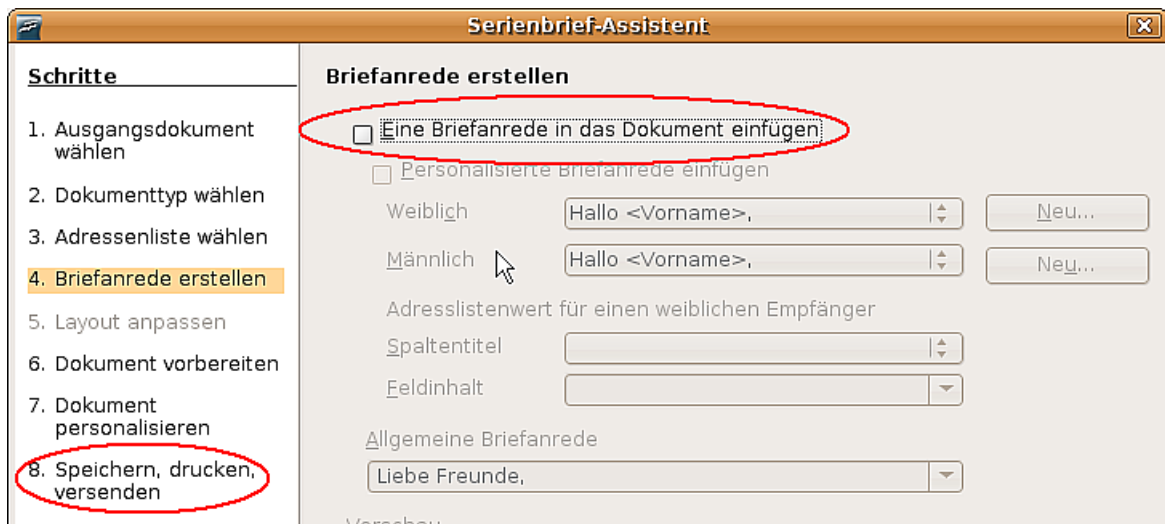 Serienbrief-Assistent
Schritte
1. Ausgangsdokument
wählen
2. Dokumenttyp wählen
3. Adressenliste wählen
4. Briefanrede erstellen
5. Layout anpassen
6. Dokument vorbereiten
7. Dokument
personalisieren
8. Speichern, drucken,
versenden
Briefanrede erstellen
Eine Briefanrede in das Dokument einfügen
Personalisierte Briefanrede einfügen
Weiblich Hallo <Vorname>, Neu...
Männlich Hallo <Vorname>, Neu...
Adresslistenwert für einen weiblichen Empfänger
Spaltentitel
Feldinhalt
Allgemeine Briefanrede
Liebe Freunde,
Vorschau